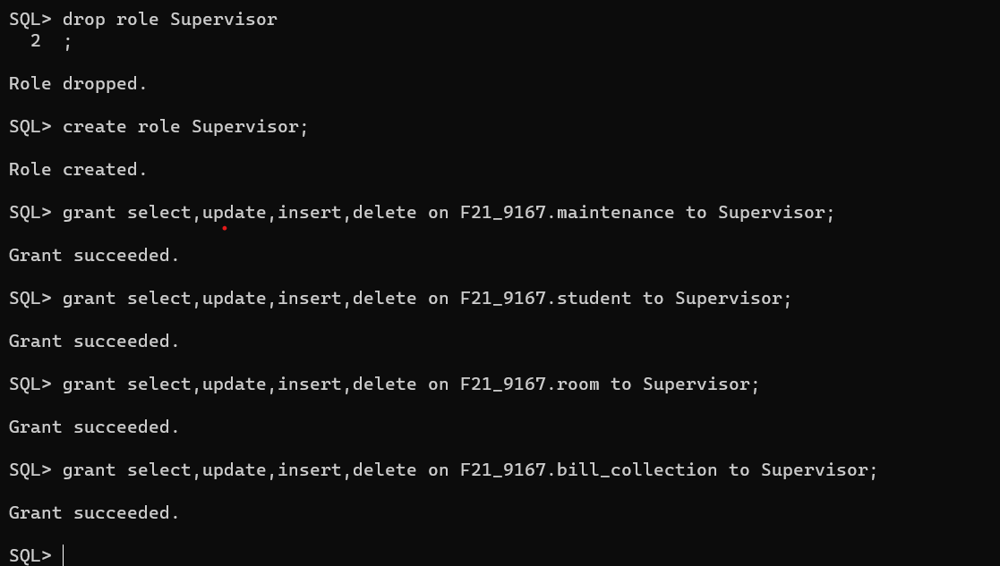 SQL> drop role Supervisor
  2  ;
Role dropped.
SQL> create role Supervisor;
Role created.
SQL> grant select,update,insert,delete on F21_9167.maintenance to Supervisor;
Grant succeeded.
SQL> grant select,update,insert,delete on F21_9167.student to Supervisor;
Grant succeeded.
SQL> grant select,update,insert,delete on F21_9167.room to Supervisor;
Grant succeeded.
SQL> grant select,update,insert,delete on F21_9167.bill_collection to Supervisor;
Grant succeeded.
SQL>